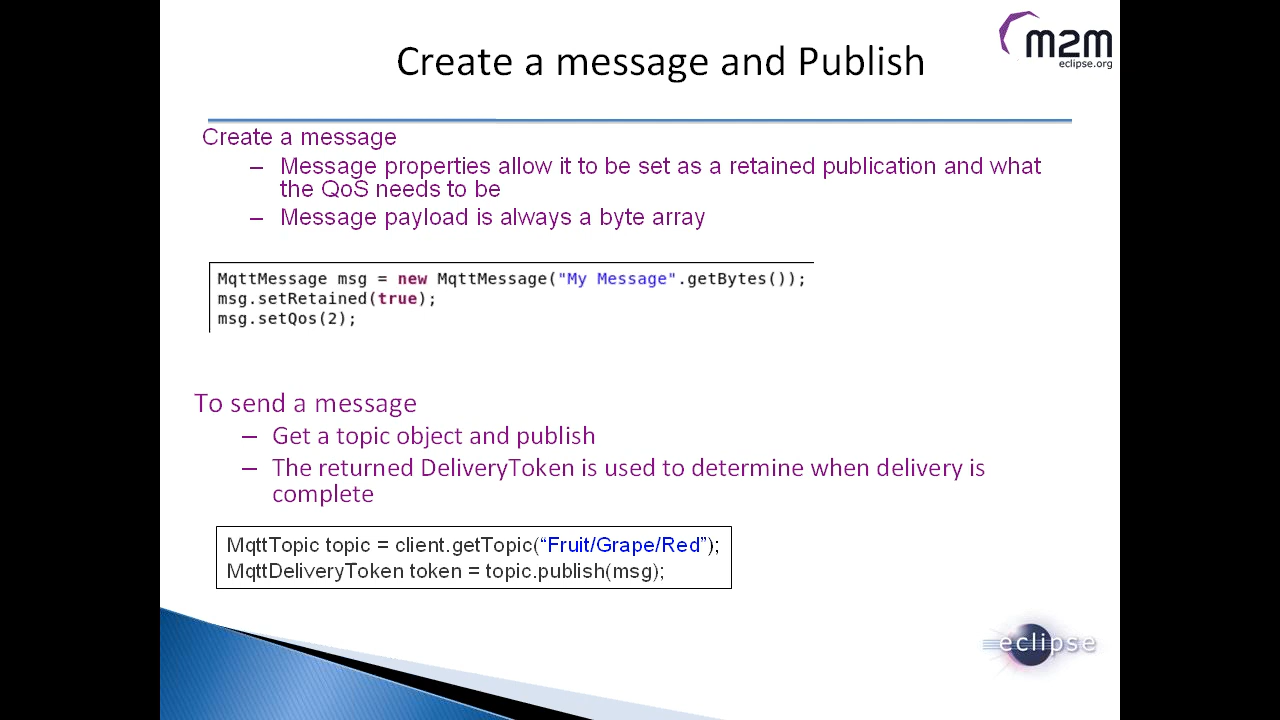 m2m
eclipse.org
Create a message and Publish
Create a message
– Message properties allow it to be set as a retained publication and what
the QoS needs to be
– Message payload is always a byte array
MqttMessage msg = new MqttMessage("My Message".getBytes());
msg.setRetained(true);
msg.setQos(2);
To send a message
– Get a topic object and publish
– The returned DeliveryToken is used to determine when delivery is
complete
MqttTopic topic = client.getTopic(“Fruit/Grape/Red”);
MqttDeliveryToken token = topic.publish(msg);
eclipse